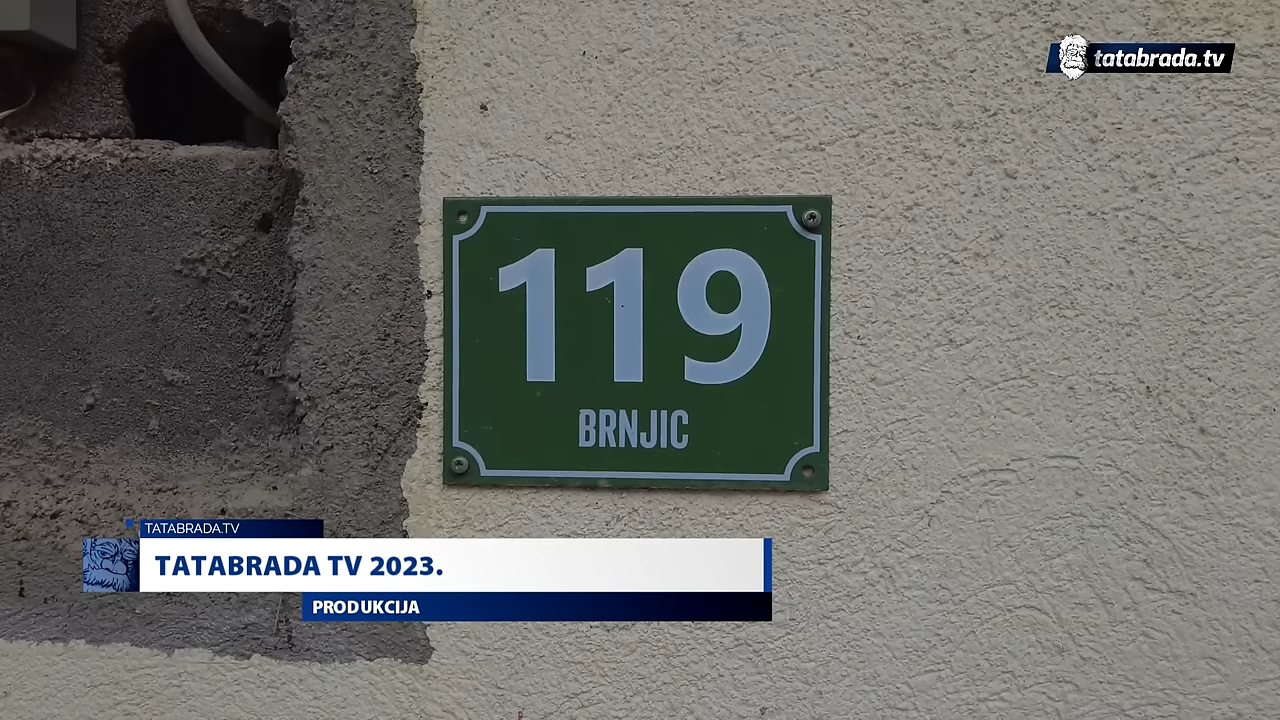 tatabrada.tv
119
BRNJIC
TATABRADA.TV
TATABRADA TV 2023.
PRODUKCIJA